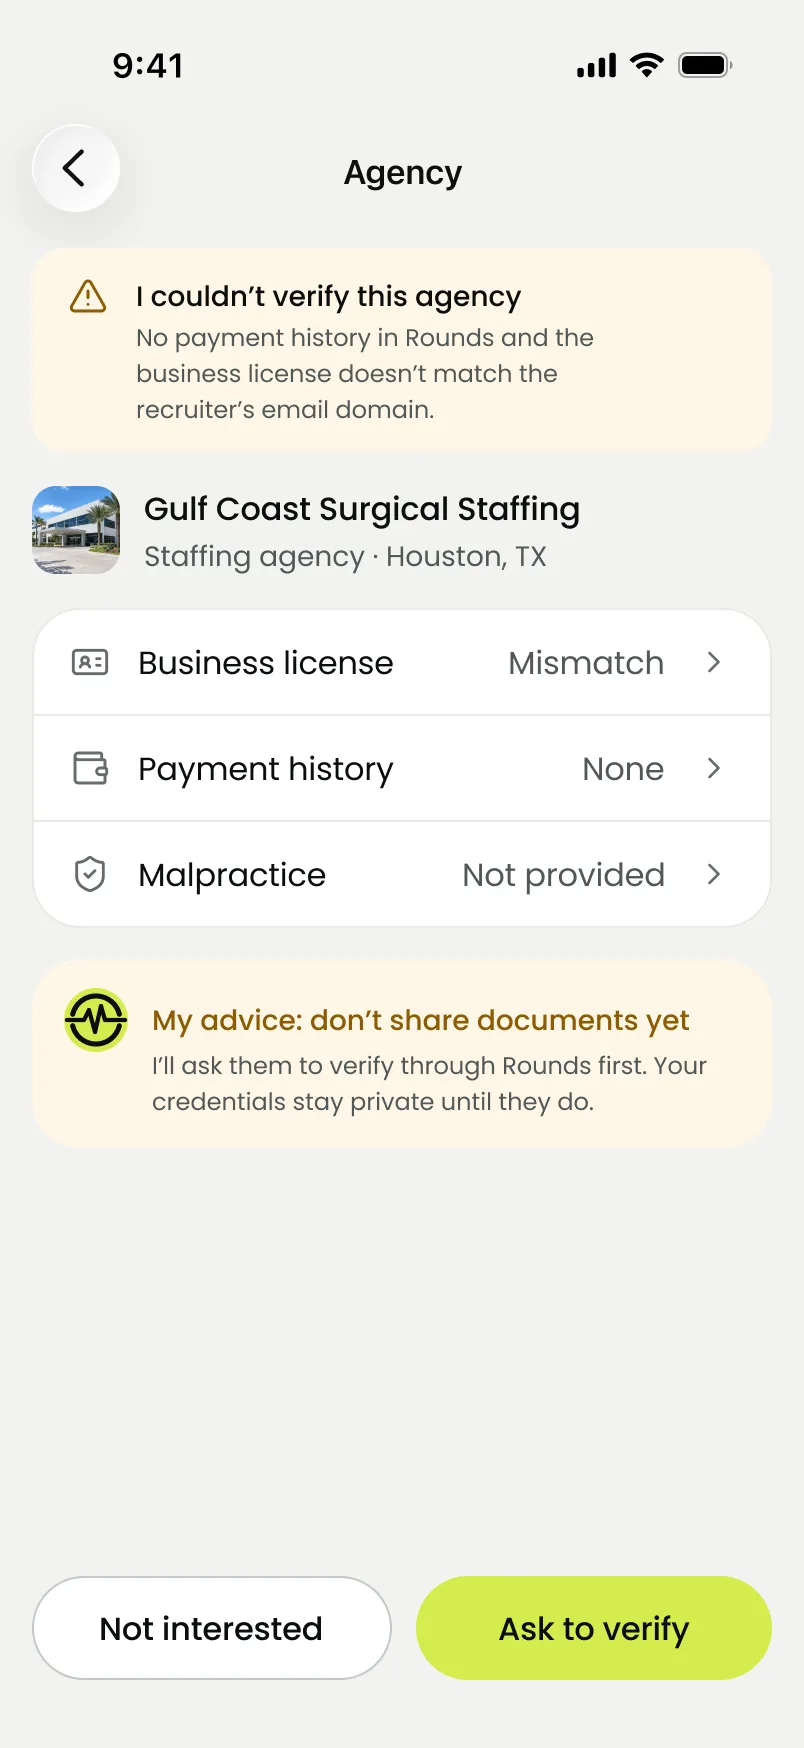 9:41
Agency
I couldn’t verify this agency
No payment history in Rounds and the
business license doesn’t match the
recruiter’s email domain.
Gulf Coast Surgical Staffing
Staffing agency · Houston, TX
Business license Mismatch
Payment history None
Malpractice Not provided
My advice: don’t share documents yet
I’ll ask them to verify through Rounds first. Your
credentials stay private until they do.
Not interested Ask to verify